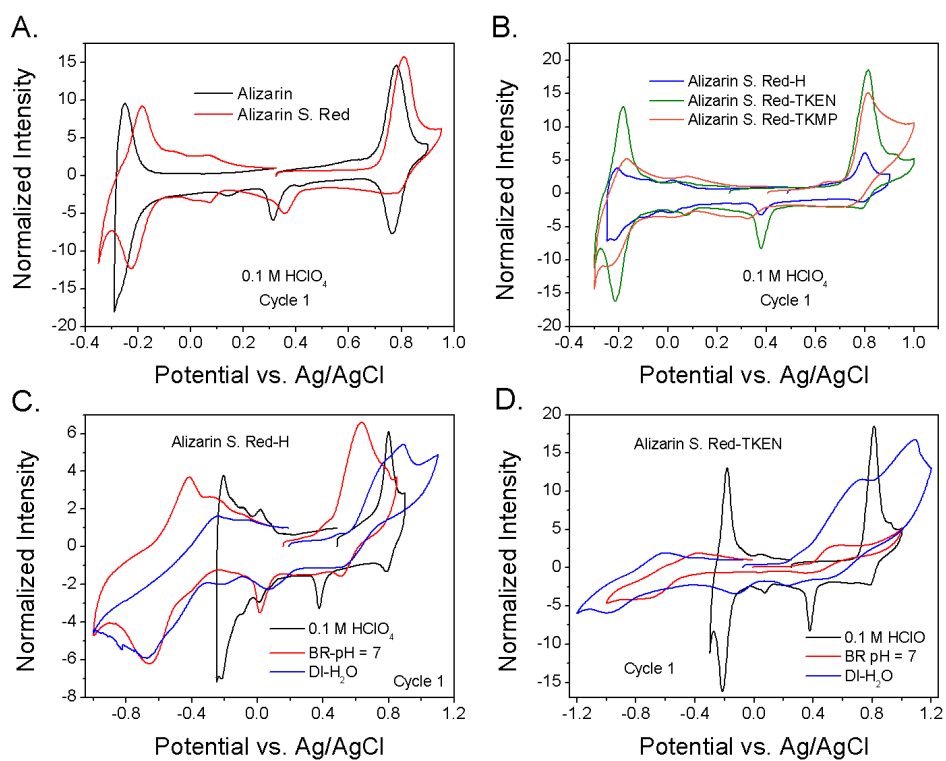 A.
Normalized Intensity
15
10
5
0
-5
-10
-15
-20
Alizarin
Alizarin S. Red
0.1 M HClO4
Cycle 1
-0.4 -0.2 0.0 0.2 0.4 0.6 0.8 1.0
Potential vs. Ag/AgCl
B.
Normalized Intensity
20
15
10
5
0
-5
-10
-15
-20
Alizarin S. Red-H
Alizarin S. Red-TKEN
Alizarin S. Red-TKMP
0.1 M HClO4
Cycle 1
-0.4 -0.2 0.0 0.2 0.4 0.6 0.8 1.0
Potential vs. Ag/AgCl
C.
Normalized Intensity
6
4
2
0
-2
-4
-6
-8
Alizarin S. Red-H
0.1 M HClO4
BR-pH = 7
DI-H2O
Cycle 1
-0.8 -0.4 0.0 0.4 0.8 1.2
Potential vs. Ag/AgCl
D.
Normalized Intensity
20
15
10
5
0
-5
-10
-15
Alizarin S. Red-TKEN
0.1 M HClO
BR pH = 7
DI-H2O
Cycle 1
-1.2 -0.8 -0.4 0.0 0.4 0.8 1.2
Potential vs. Ag/AgCl